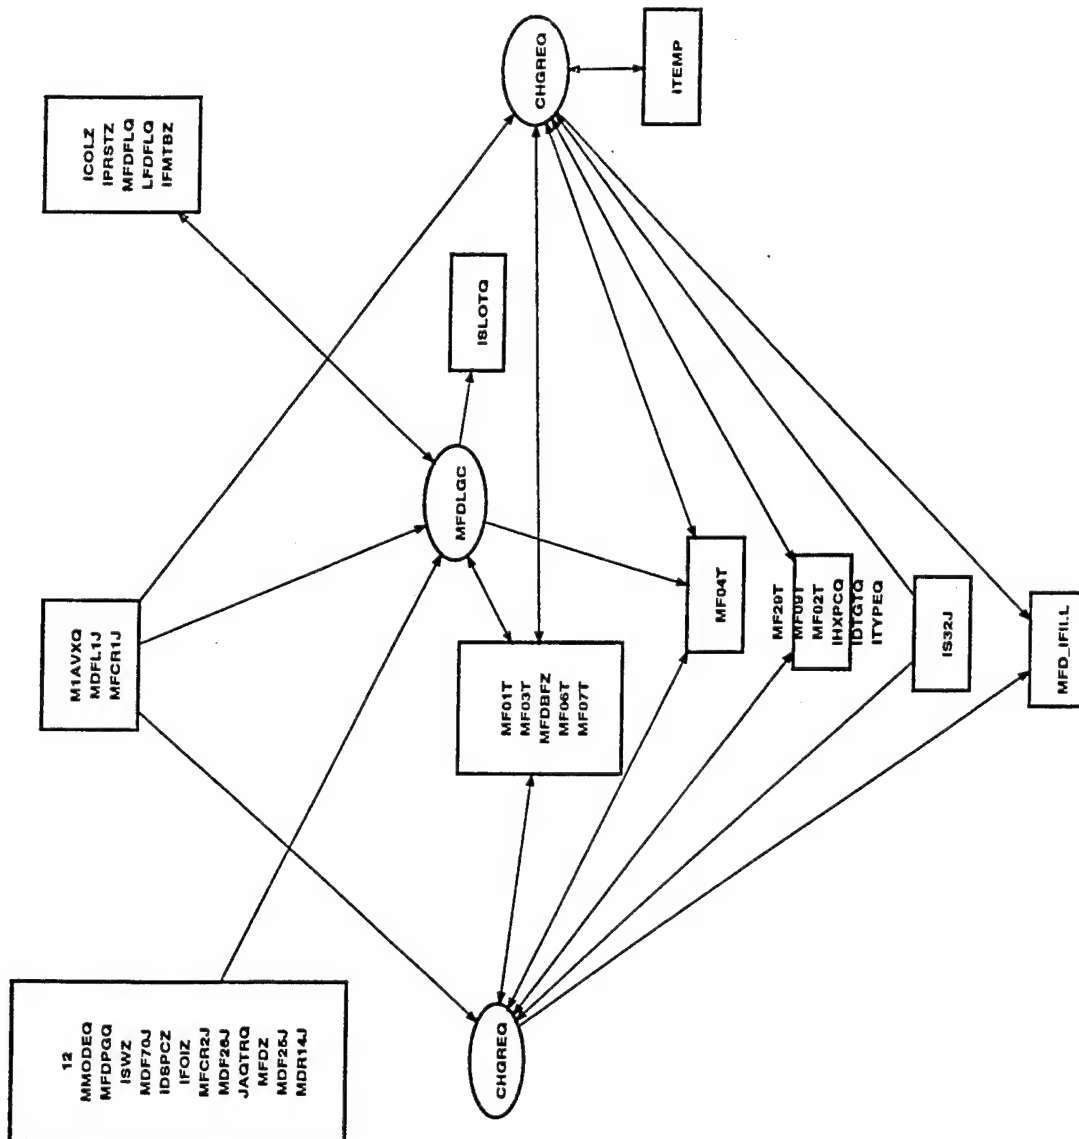 12
MMODEQ
MFDPGQ
ISWZ
MDF70J
IDSPCZ
IFOIZ
MFCR2J
MDF26J
JAQTRQ
MFDZ
MDF25J
MDR14J
M1AVXQ
MDFL1J
MFCR1J
ICOLZ
IPRSTZ
MFDFLQ
LFDFLQ
IFMTBZ
MFDLGC
ISLOTQ
CHGREQ
MF01T
MF03T
MFDBFZ
MF06T
MF07T
CHGREQ
ITEMP
MF04T
MF29T
MF09T
MF02T
IHXPCQ
IDTGTQ
ITYPEQ
IS32J
MFD_IFILL